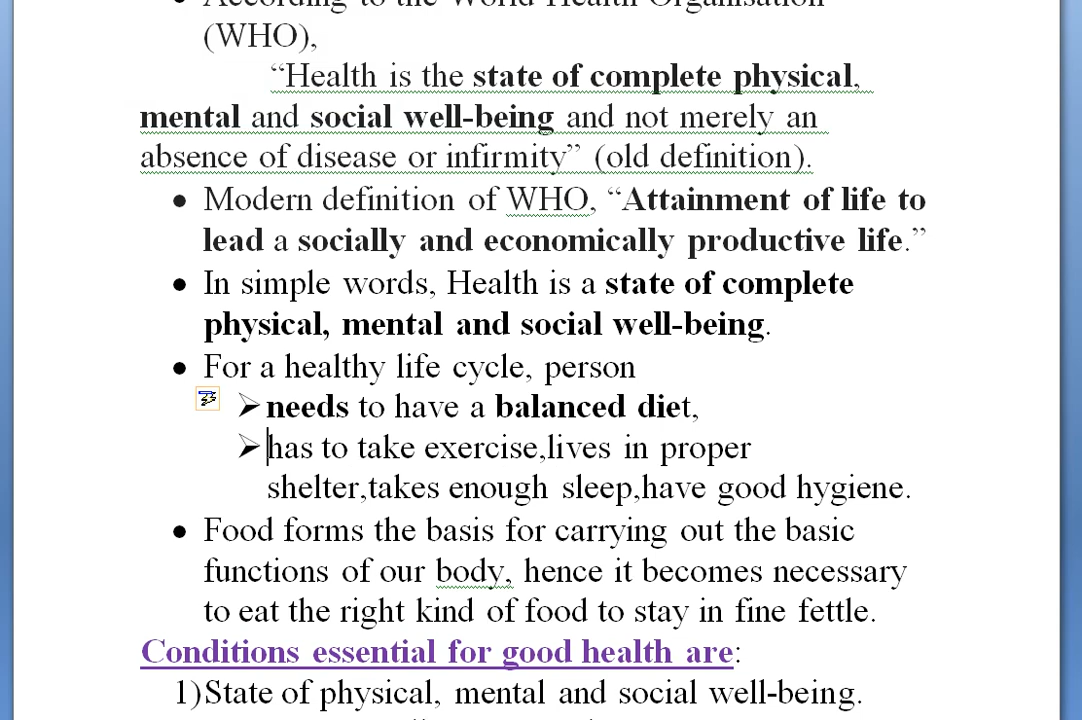 • According to the World Health Organisation
(WHO),
“Health is the state of complete physical,
mental and social well-being and not merely an
absence of disease or infirmity” (old definition).
• Modern definition of WHO, “Attainment of life to
lead a socially and economically productive life.”
• In simple words, Health is a state of complete
physical, mental and social well-being.
• For a healthy life cycle, person
➢ needs to have a balanced diet,
➢ has to take exercise,lives in proper
shelter,takes enough sleep,have good hygiene.
• Food forms the basis for carrying out the basic
functions of our body, hence it becomes necessary
to eat the right kind of food to stay in fine fettle.
Conditions essential for good health are:
1)State of physical, mental and social well-being.